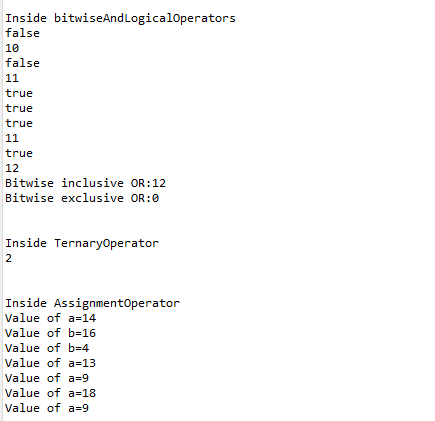 Inside bitwiseAndLogicalOperators
false
10
false
11
true
true
true
11
true
12
Bitwise inclusive OR:12
Bitwise exclusive OR:0
Inside TernaryOperator
2
Inside AssignmentOperator
Value of a=14
Value of b=16
Value of b=4
Value of a=13
Value of a=9
Value of a=18
Value of a=9